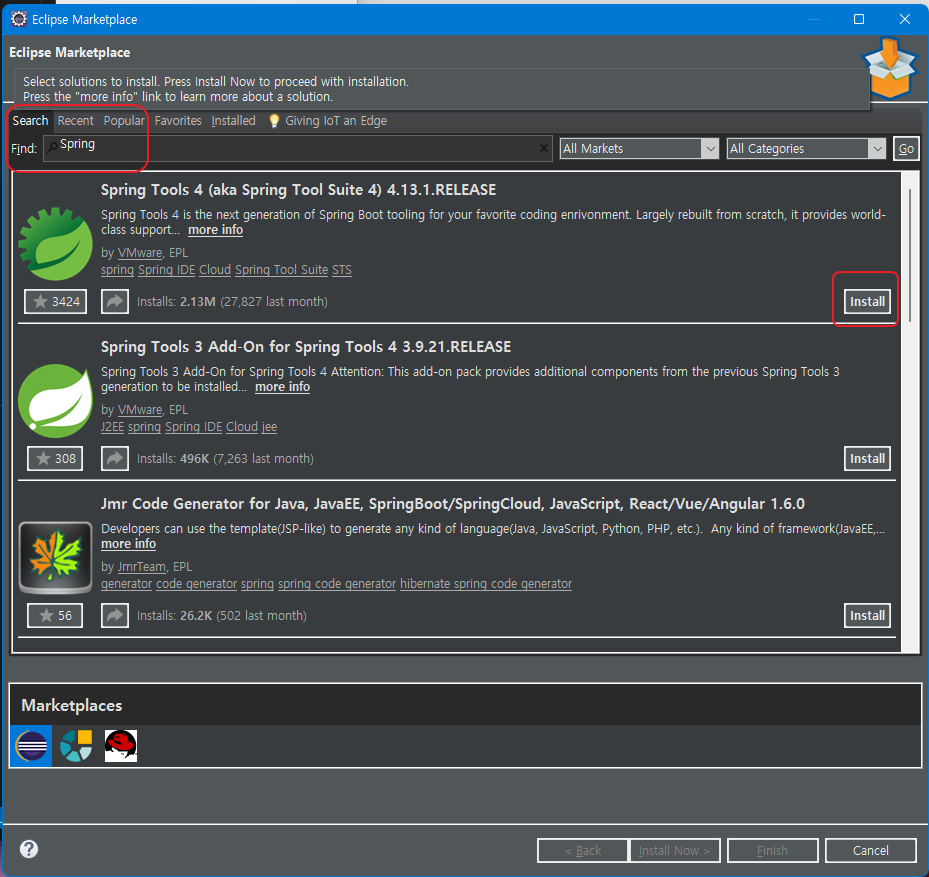 Eclipse Marketplace
Eclipse Marketplace
Select solutions to install. Press Install Now to proceed with installation.
Press the "more info" link to learn more about a solution.
Search Recent Popular Favorites Installed Giving IoT an Edge
Find: Spring All Markets All Categories Go
Spring Tools 4 (aka Spring Tool Suite 4) 4.13.1.RELEASE
Spring Tools 4 is the next generation of Spring Boot tooling for your favorite coding enrivonment. Largely rebuilt from scratch, it provides world-
class support... more info
by VMware, EPL
spring Spring IDE Cloud Spring Tool Suite STS
3424 Installs: 2.13M (27,827 last month) Install
Spring Tools 3 Add-On for Spring Tools 4 3.9.21.RELEASE
Spring Tools 3 Add-On for Spring Tools 4 Attention: This add-on pack provides additional components from the previous Spring Tools 3
generation to be installed... more info
by VMware, EPL
J2EE spring Spring IDE Cloud jee
308 Installs: 496K (7,263 last month) Install
Jmr Code Generator for Java, JavaEE, SpringBoot/SpringCloud, JavaScript, React/Vue/Angular 1.6.0
Developers can use the template(JSP-like) to generate any kind of language(Java, JavaScript, Python, PHP, etc.). Any kind of framework(JavaEE,...
more info
by JmrTeam, EPL
generator code generator spring spring code generator hibernate spring code generator
56 Installs: 26.2K (502 last month) Install
Marketplaces
? < Back Install Now > Finish Cancel